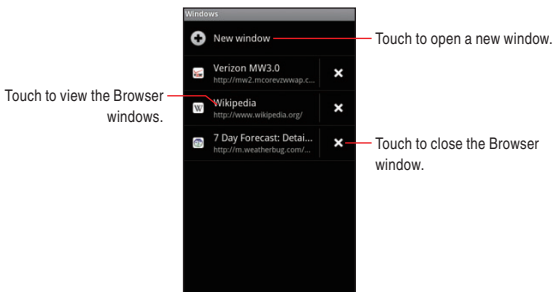 Windows
New window
Touch to open a new window.
Verizon MW3.0
http://mw2.mcorevzwwap.c...
Touch to view the Browser
windows.
Wikipedia
http://www.wikipedia.org/
7 Day Forecast: Detai...
http://m.weatherbug.com/...
Touch to close the Browser
window.